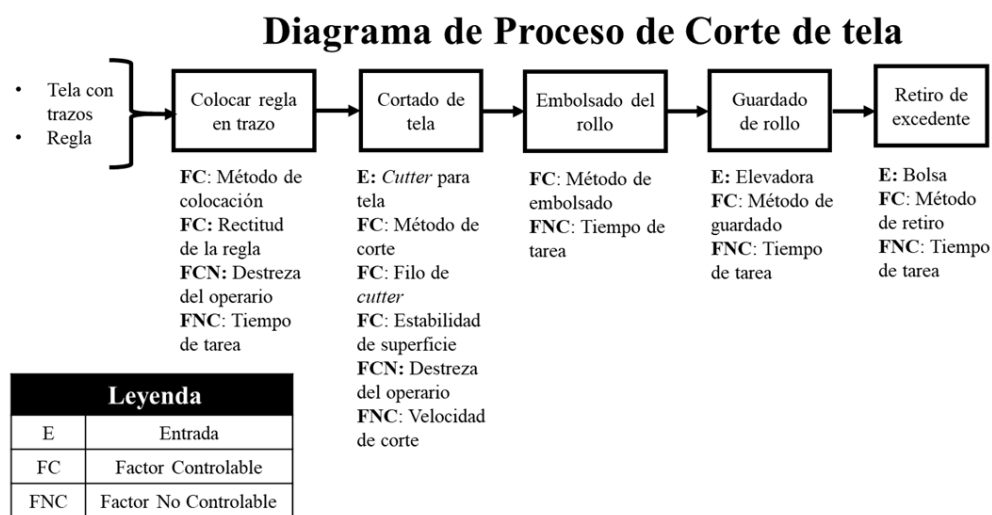 Diagrama de Proceso de Corte de tela
• Tela con
trazos
• Regla
Colocar regla
en trazo
FC: Método de
colocación
FC: Rectitud
de la regla
FCN: Destreza
del operario
FNC: Tiempo
de tarea
Cortado de
tela
E: Cutter para
tela
FC: Método de
corte
FC: Filo de
cutter
FC: Estabilidad
de superficie
FCN: Destreza
del operario
FNC: Velocidad
de corte
Embolsado del
rollo
FC: Método de
embolsado
FNC: Tiempo de
tarea
Guardado
de rollo
E: Elevadora
FC: Método de
guardado
FNC: Tiempo
de tarea
Retiro de
excedente
E: Bolsa
FC: Método
de retiro
FNC: Tiempo
de tarea
Leyenda
E Entrada
FC Factor Controlable
FNC Factor No Controlable